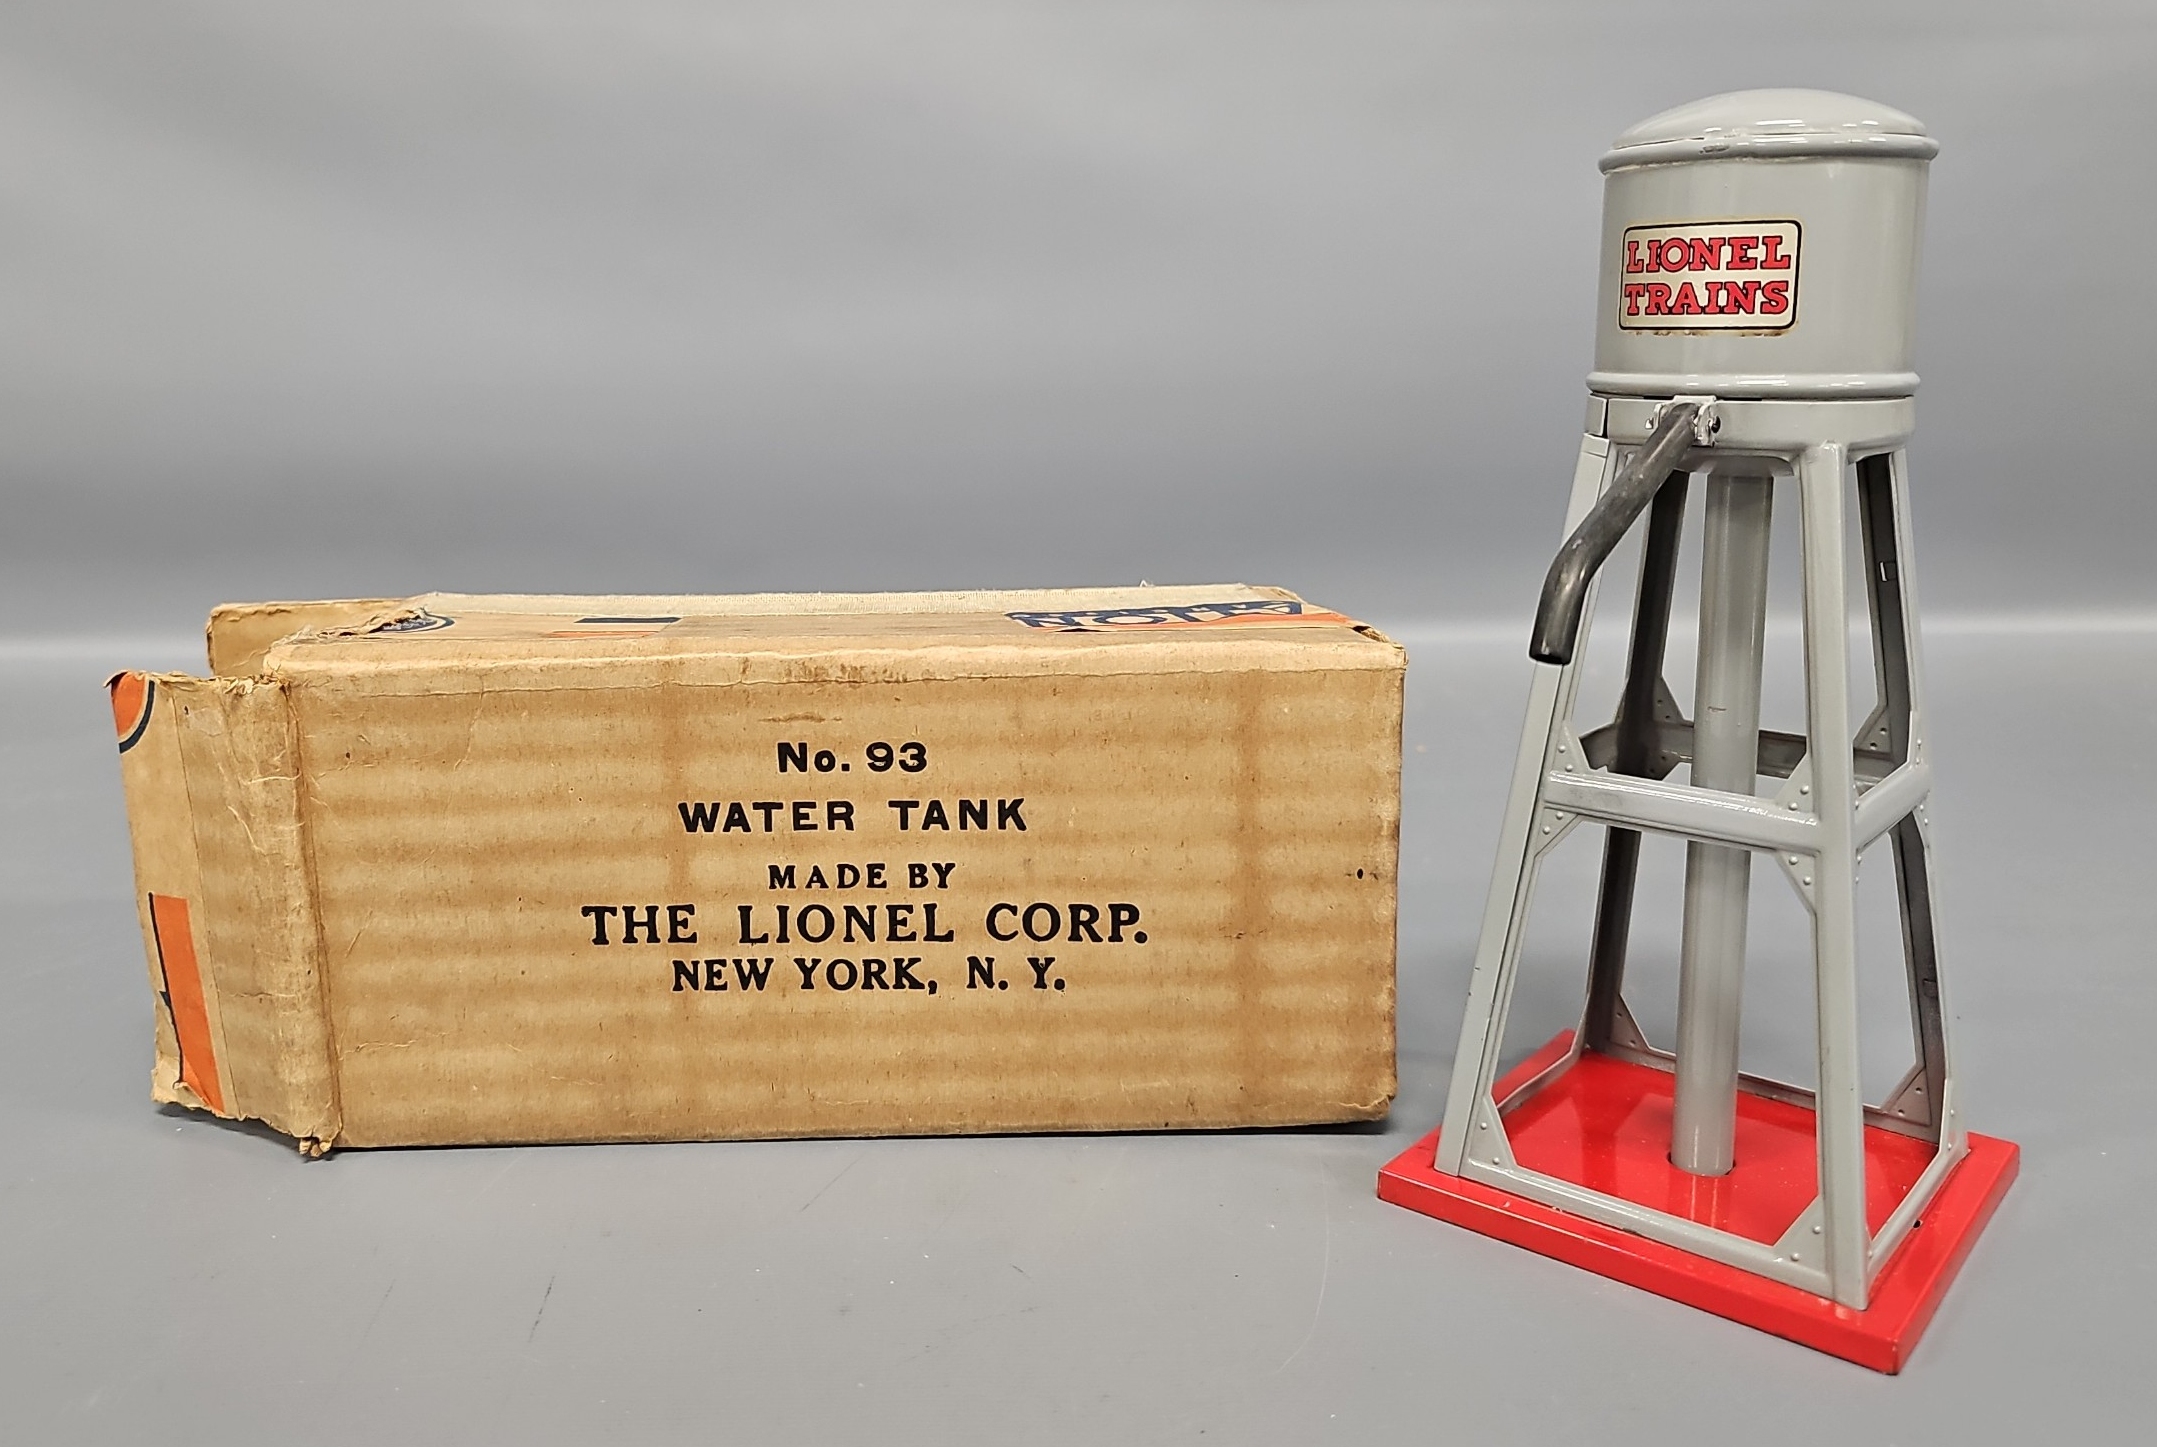 No. 93
WATER TANK
MADE BY
THE LIONEL CORP.
NEW YORK, N. Y.
LIONEL
TRAINS